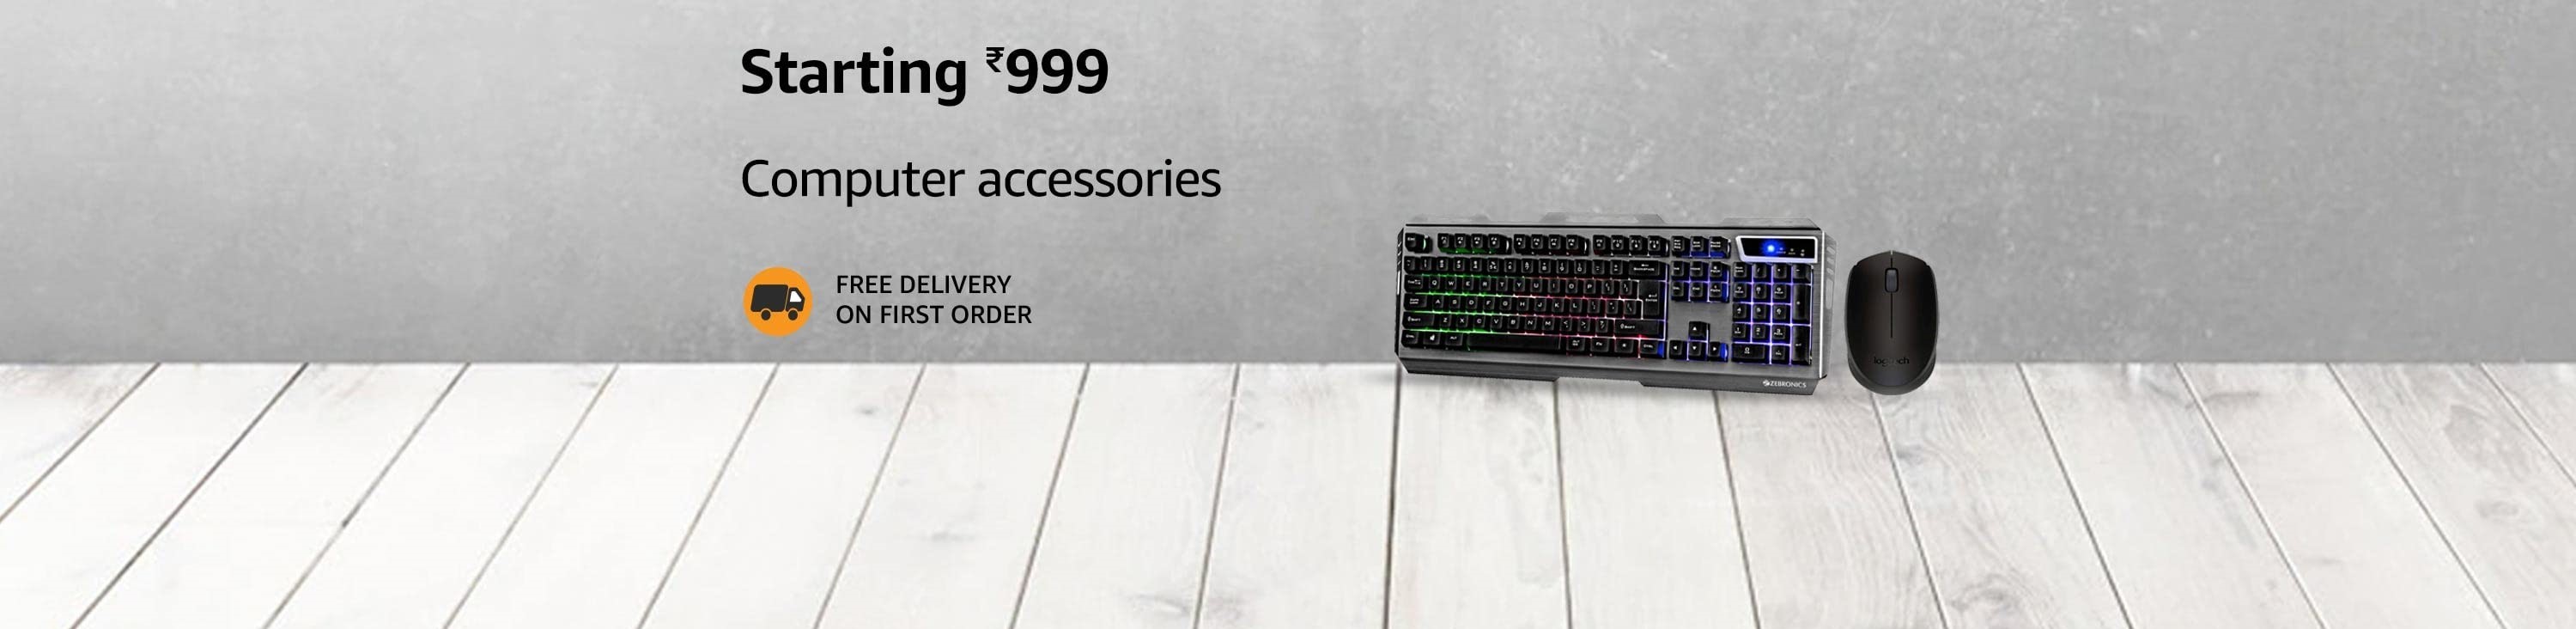 Starting ₹999
Computer accessories
FREE DELIVERY
ON FIRST ORDER
ZEBRONICS
logitech